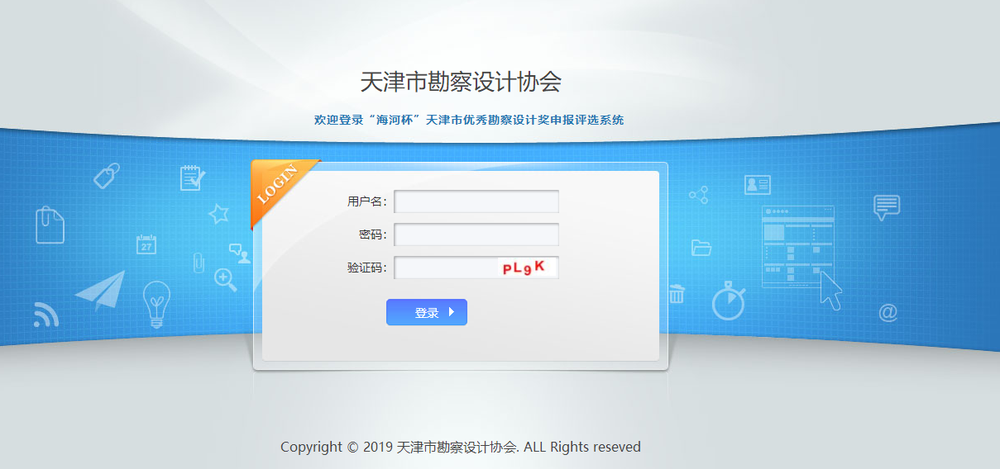 天津市勘察设计协会
欢迎登录“海河杯”天津市优秀勘察设计奖申报评选系统
LOGIN
用户名：
密码：
验证码：
PL9K
登录
27
@
Copyright © 2019 天津市勘察设计协会. ALL Rights reseved